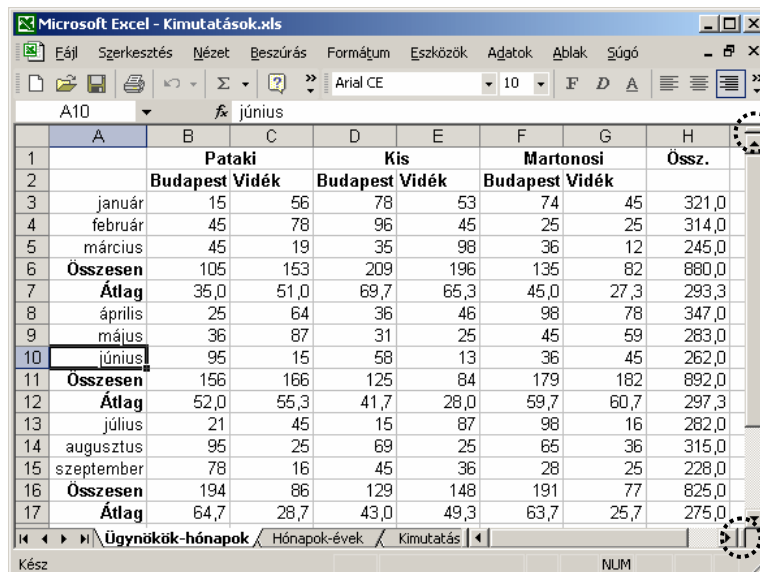 Microsoft Excel - Kimutatások.xls
Fájl Szerkesztés Nézet Beszúrás Formátum Eszközök Adatok Ablak Súgó
Σ ? » Arial CE 10 F D A »
A10 fx június
A B C D E F G H
1 Pataki Kis Martonosi Össz.
2 Budapest Vidék Budapest Vidék Budapest Vidék
3 január 15 56 78 53 74 45 321,0
4 február 45 78 96 45 25 25 314,0
5 március 45 19 35 98 36 12 245,0
6 Összesen 105 153 209 196 135 82 880,0
7 Átlag 35,0 51,0 69,7 65,3 45,0 27,3 293,3
8 április 25 64 36 46 98 78 347,0
9 május 36 87 31 25 45 59 283,0
10 június 95 15 58 13 36 45 262,0
11 Összesen 156 166 125 84 179 182 892,0
12 Átlag 52,0 55,3 41,7 28,0 59,7 60,7 297,3
13 július 21 45 15 87 98 16 282,0
14 augusztus 95 25 69 25 65 36 315,0
15 szeptember 78 16 45 36 28 25 228,0
16 Összesen 194 86 129 148 191 77 825,0
17 Átlag 64,7 28,7 43,0 49,3 63,7 25,7 275,0
Ügynökök-hónapok Hónapok-évek Kimutatás
Kész NUM